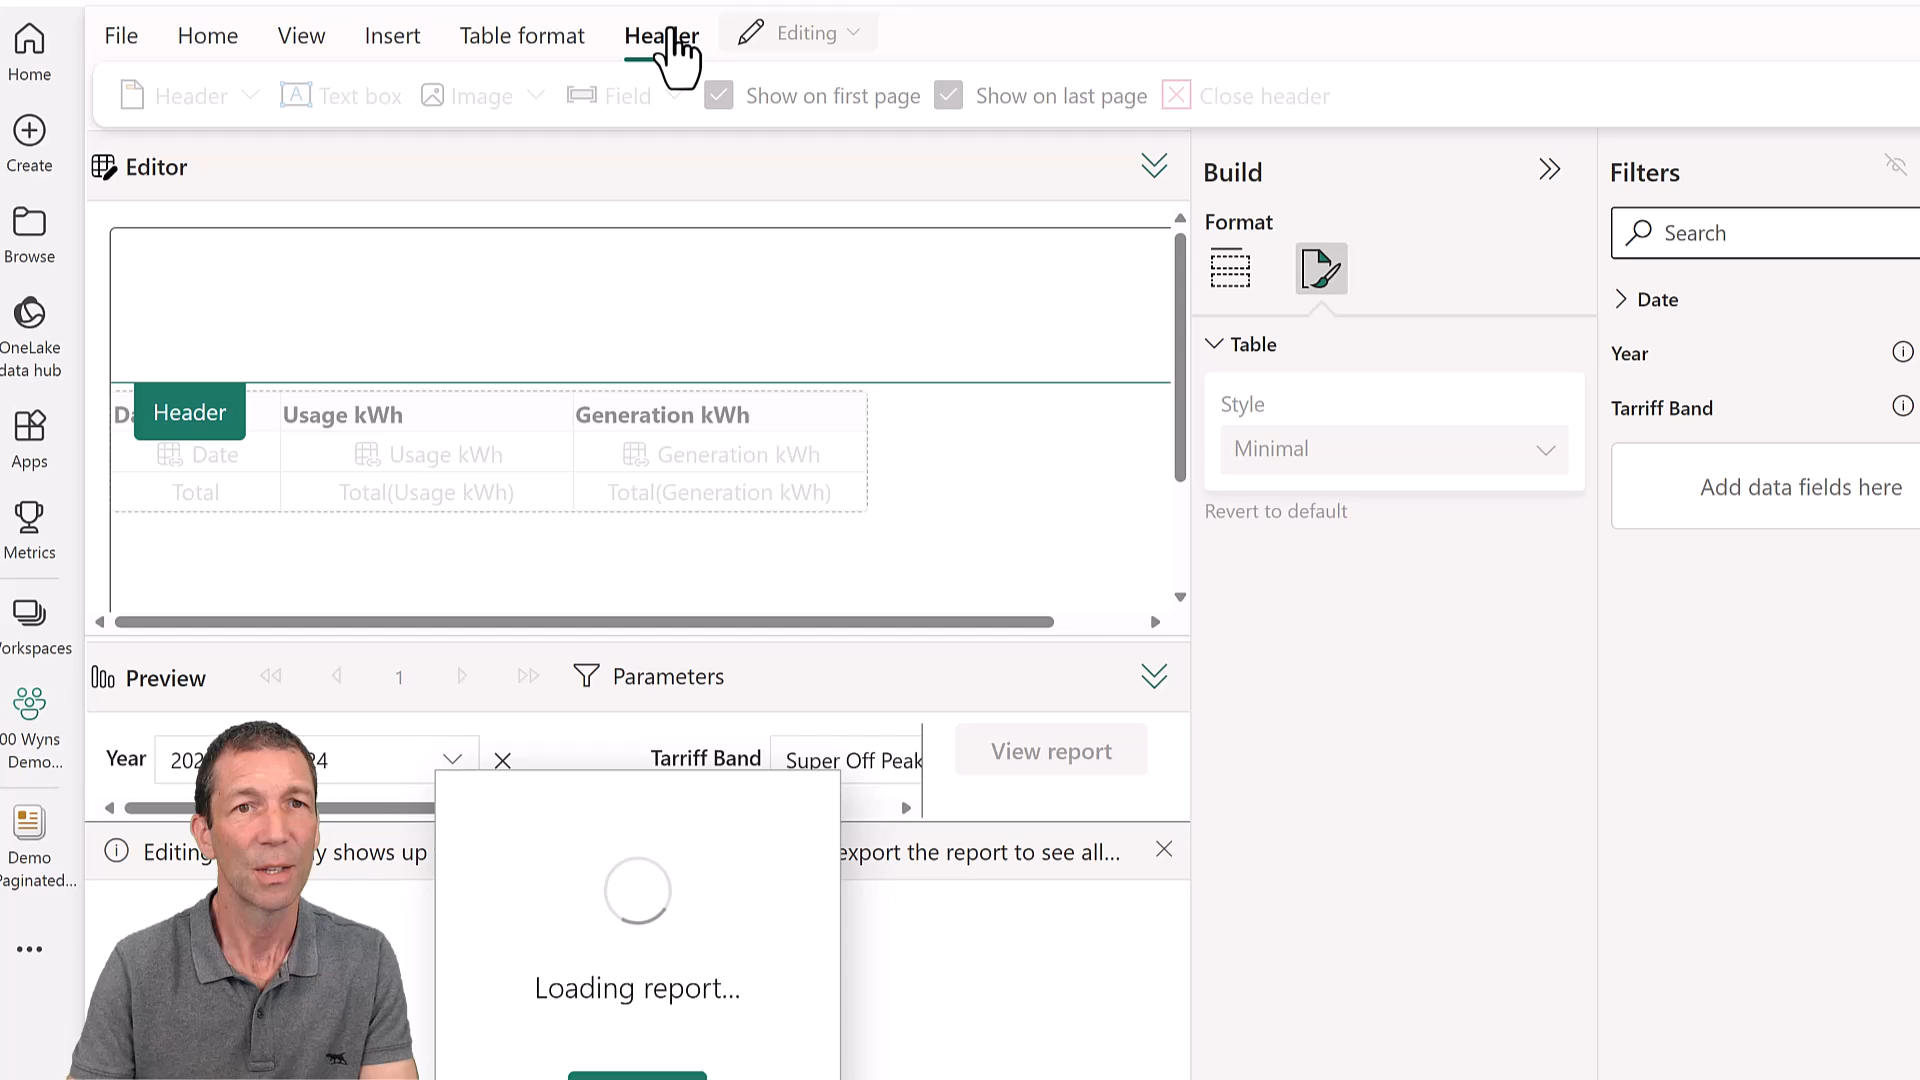 File Home View Insert Table format Header Editing
Header Text box Image Field Show on first page Show on last page Close header
Home
Create
Browse
OneLake
data hub
Apps
Metrics
orkspaces
00 Wyns
Demo...
Demo
Paginated...
Editor
Header
Usage kWh Generation kWh
Date Usage kWh Generation kWh
Total Total(Usage kWh) Total(Generation kWh)
Preview 1 Parameters
Year Tarriff Band Super Off Peak View report
Editing y shows up export the report to see all...
Loading report...
Build
Format
Table
Style
Minimal
Revert to default
Filters
Search
Date
Year
Tarriff Band
Add data fields here